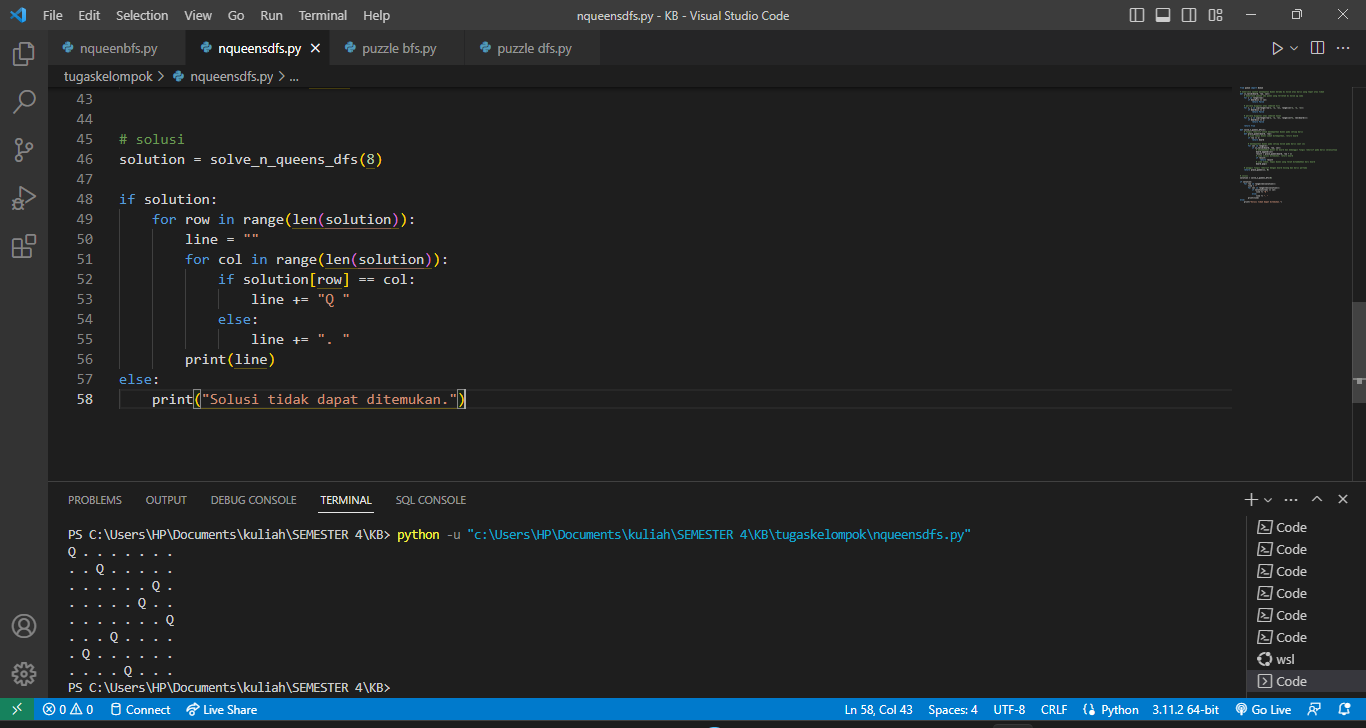 File Edit Selection View Go Run Terminal Help nqueensdfs.py - KB - Visual Studio Code
nqueenbfs.py nqueensdfs.py puzzle bfs.py puzzle dfs.py
tugaskelompok > nqueensdfs.py > ...
43
44
45 # solusi
46 solution = solve_n_queens_dfs(8)
47
48 if solution:
49     for row in range(len(solution)):
50         line = ""
51         for col in range(len(solution)):
52             if solution[row] == col:
53                 line += "Q "
54             else:
55                 line += ". "
56         print(line)
57 else:
58     print("Solusi tidak dapat ditemukan.")
PROBLEMS OUTPUT DEBUG CONSOLE TERMINAL SQL CONSOLE
PS C:\Users\HP\Documents\kuliah\SEMESTER 4\KB> python -u "c:\Users\HP\Documents\kuliah\SEMESTER 4\KB\tugaskelompok\nqueensdfs.py"
Q . . . . . . .
. . Q . . . . .
. . . . . . Q .
. . . . . Q . .
. . . . . . . Q
. . . Q . . . .
. Q . . . . . .
. . . . Q . . .
PS C:\Users\HP\Documents\kuliah\SEMESTER 4\KB>
Code
Code
Code
Code
Code
Code
wsl
Code
0 0 Connect Live Share Ln 58, Col 43 Spaces: 4 UTF-8 CRLF Python 3.11.2 64-bit Go Live